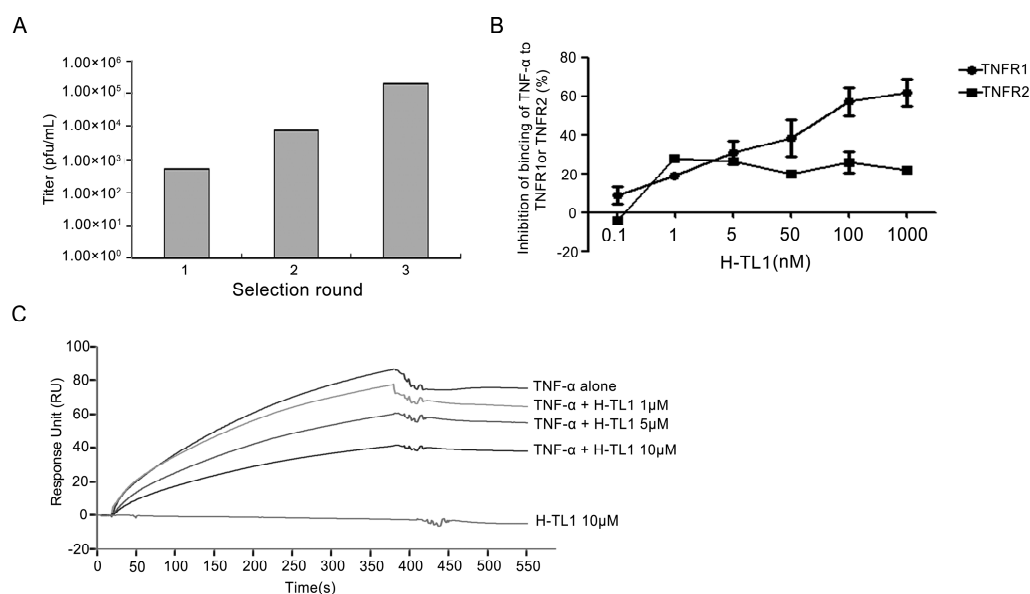 A
Titer (pfu/mL)
1.00×10⁶
1.00×10⁵
1.00×10⁴
1.00×10³
1.00×10²
1.00×10¹
1.00×10⁰
1 2 3
Selection round
B
Inhibition of bincing of TNF-α to
TNFR1or TNFR2 (%)
80
60
40
20
0
-20
0.1 1 5 50 100 1000
H-TL1(nM)
TNFR1
TNFR2
C
Response Unit (RU)
100
80
60
40
20
0
-20
0 50 100 150 200 250 300 350 400 450 500 550
Time(s)
TNF-α alone
TNF-α + H-TL1 1μM
TNF-α + H-TL1 5μM
TNF-α + H-TL1 10μM
H-TL1 10μM